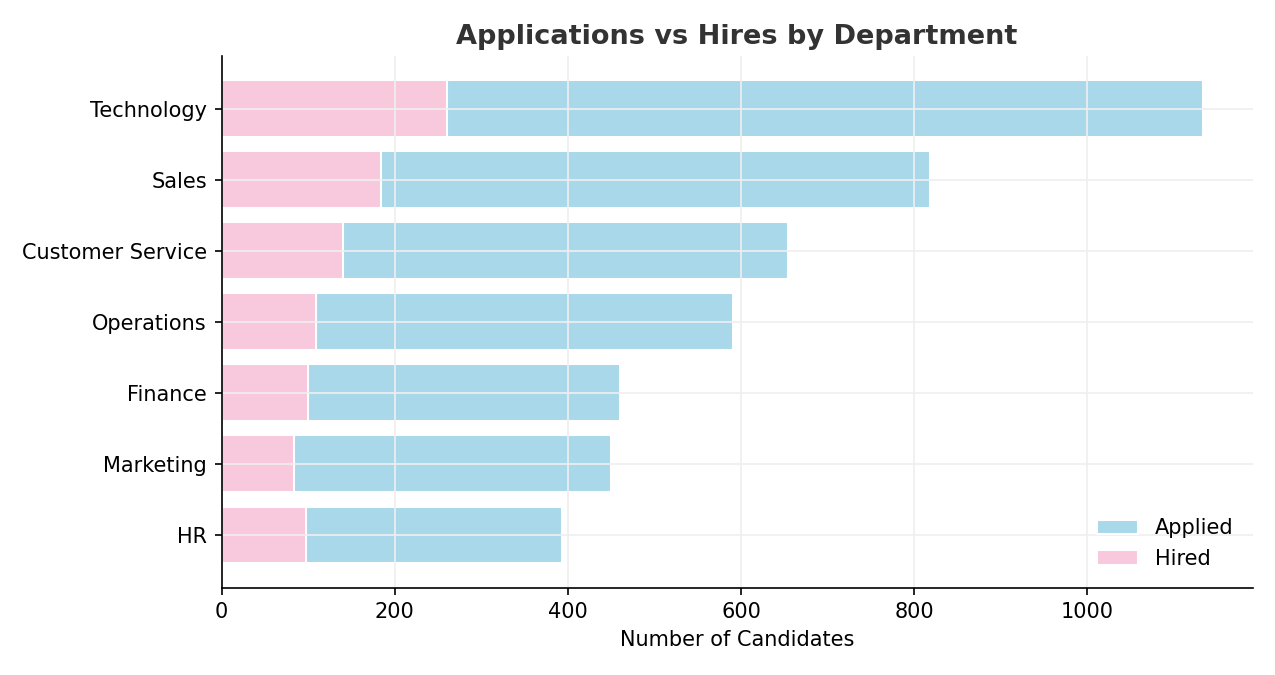 Applications vs Hires by Department
Technology
Sales
Customer Service
Operations
Finance
Marketing
HR
Applied
Hired
0 200 400 600 800 1000
Number of Candidates